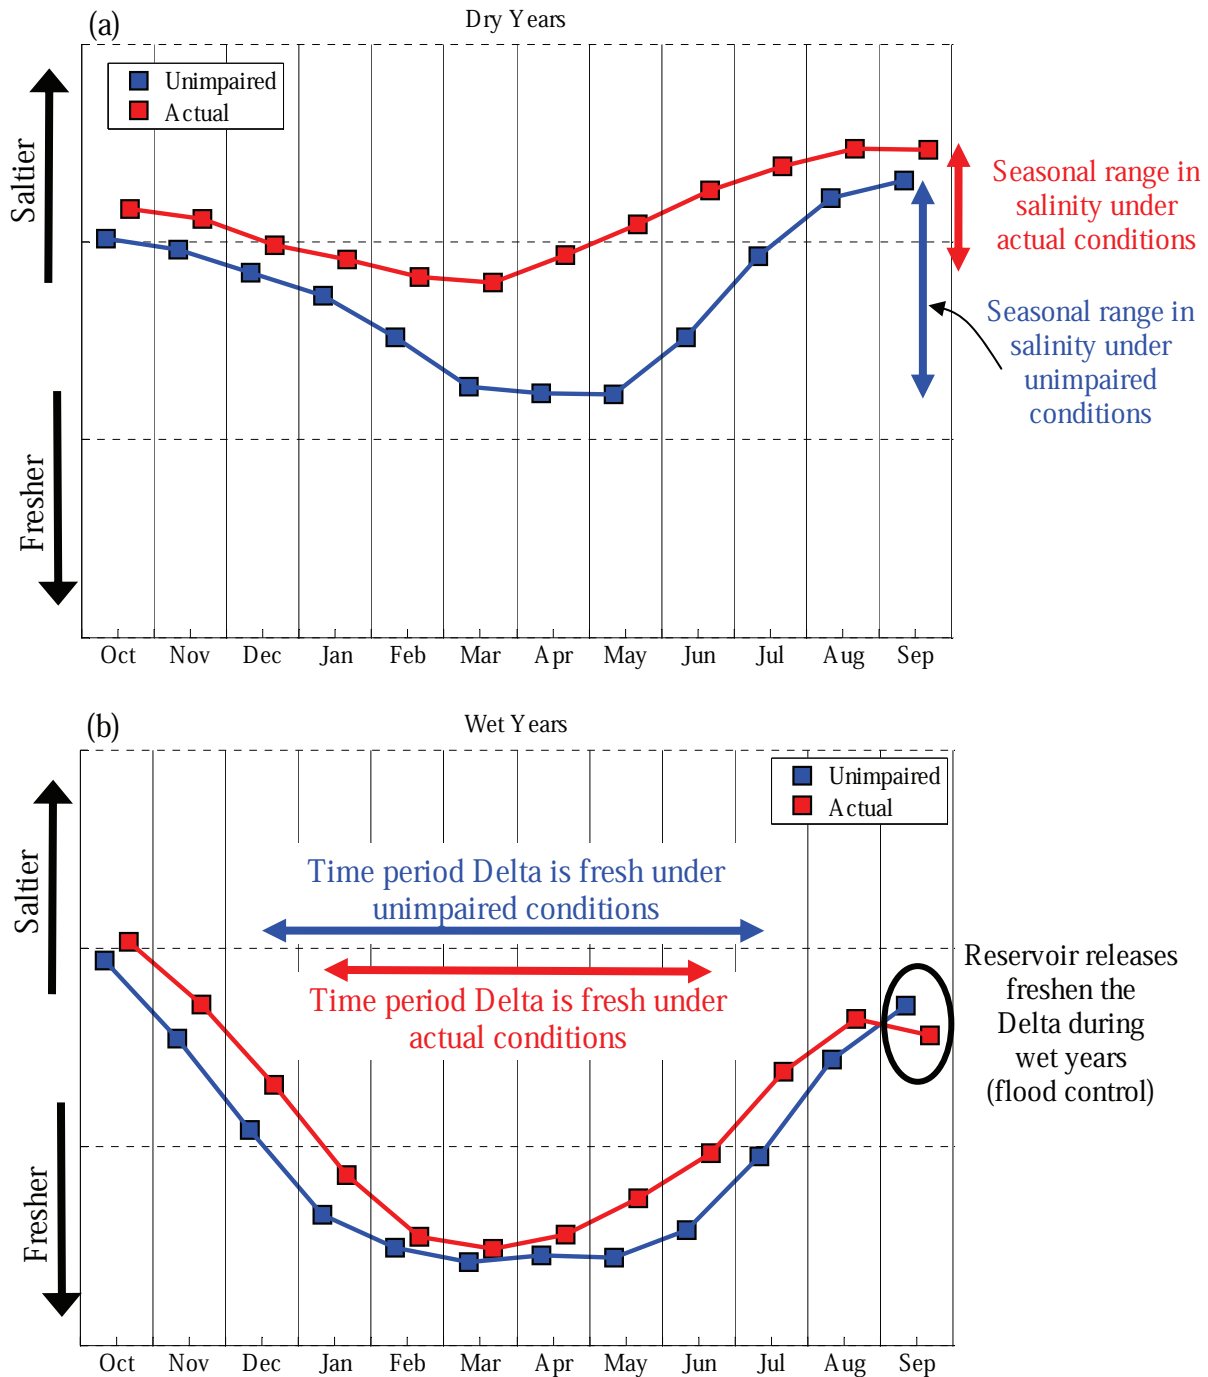 (a)
Dry Years
Unimpaired
Actual
Saltier
Fresher
Seasonal range in
salinity under
actual conditions
Seasonal range in
salinity under
unimpaired
conditions
Oct Nov Dec Jan Feb Mar Apr May Jun Jul Aug Sep
(b)
Wet Years
Unimpaired
Actual
Saltier
Fresher
Time period Delta is fresh under
unimpaired conditions
Time period Delta is fresh under
actual conditions
Reservoir releases
freshen the
Delta during
wet years
(flood control)
Oct Nov Dec Jan Feb Mar Apr May Jun Jul Aug Sep